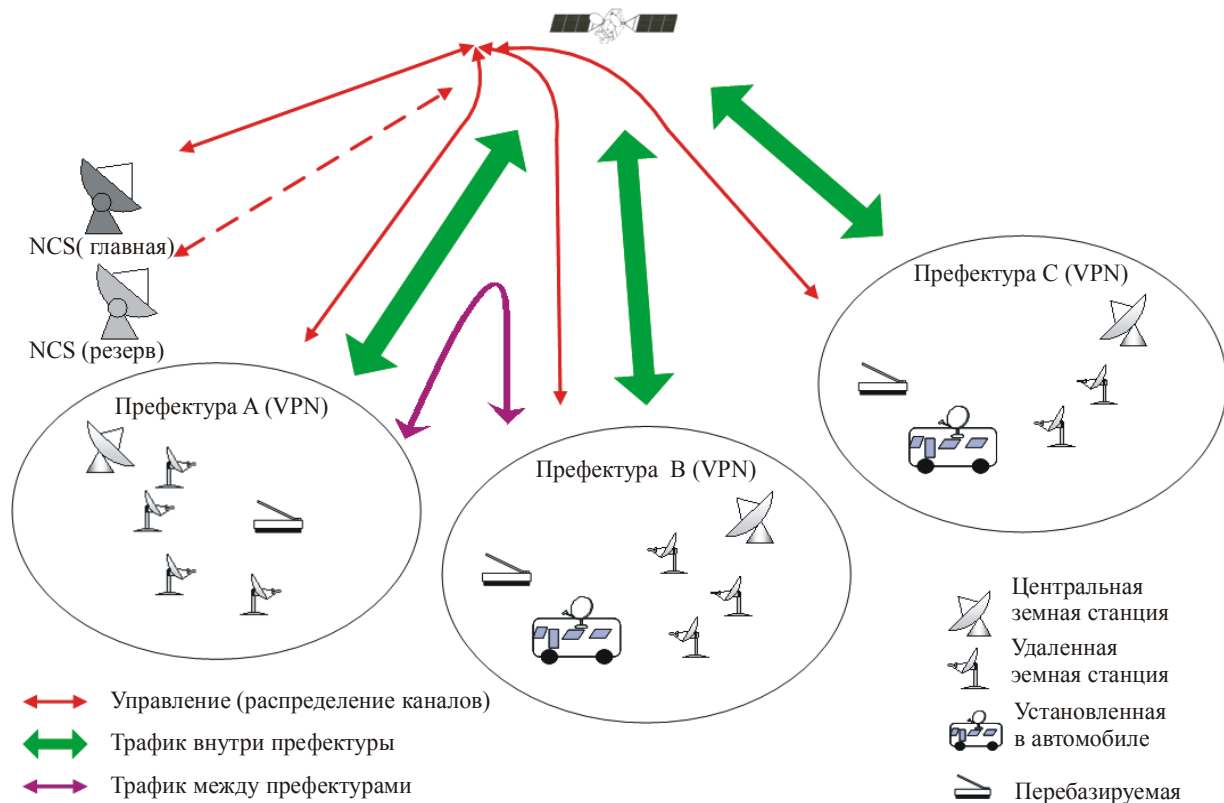 NCS( главная)
NCS (резерв)
Префектура А (VPN)
Префектура В (VPN)
Префектура С (VPN)
Управление (распределение каналов)
Трафик внутри префектуры
Трафик между префектурами
Центральная
земная станция
Удаленная
эемная станция
Установленная
в автомобиле
Перебазируемая